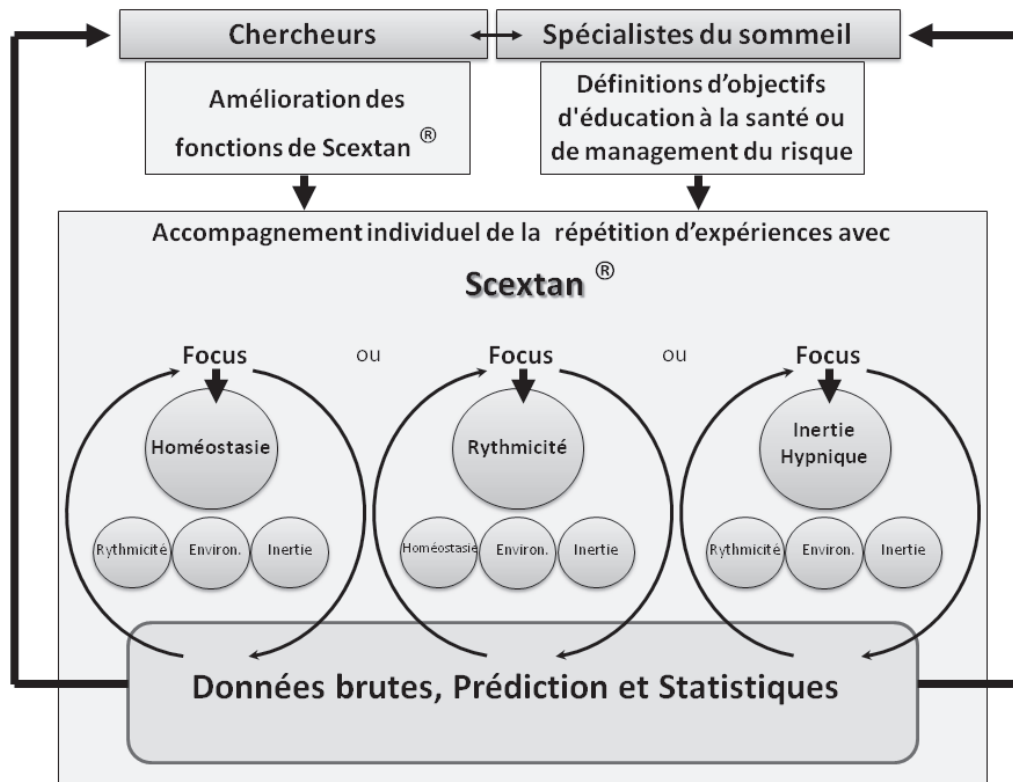 Chercheurs
Spécialistes du sommeil
Amélioration des
fonctions de Scextan ®
Définitions d'objectifs
d'éducation à la santé ou
de management du risque
Accompagnement individuel de la répétition d'expériences avec
Scextan ®
Focus
ou
Focus
ou
Focus
Homéostasie
Rythmicité
Inertie
Hypnique
Rythmicité
Environ.
Inertie
Homéostasie
Environ.
Inertie
Rythmicité
Environ.
Inertie
Données brutes, Prédiction et Statistiques